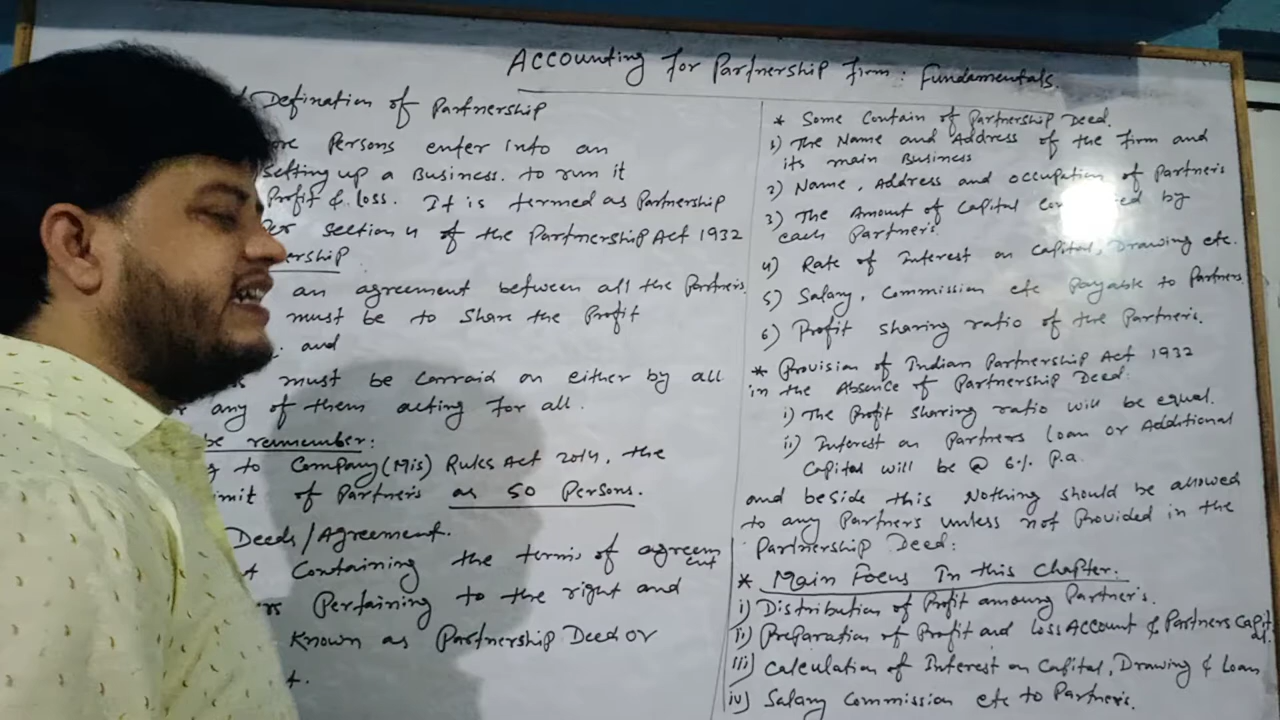 Accounting for Partnership Firm: Fundamentals.
Defination of Partnership
Persons enter into an
setting up a Business. to run it
Profit & loss. It is termed as Partnership
Per section 4 of the Partnership Act 1932
ership
an agreement between all the Partners
must be to share the Profit
and
must be Carraid on either by all
any of them acting for all.
be remember:
to Company (Mis) Rules Act 2014, the
imit of Partner's as 50 Persons.
Deeds/Agreement.
Containing the terms of agreement
Pertaining to the right and
known as Partnership Deed or
* Some Contain of Partnership Deed.
1) The Name and Address of the firm and
its main Business
2) Name, Address and occupation of Partners
3) The Amount of Capital ed by
each Partner's
4) Rate of Interest on Capital, Drawing etc.
5) Salary, Commission etc Payable to Partners
6) Profit sharing ratio of the Partner's.
* Provision of Indian Partnership Act 1932
in the Absence of Partnership Deed:
i) The Profit sharing ratio will be equal.
ii) Interest on Partners Loan or Additional
Capital will be @ 6% P.a.
and beside this Nothing should be allowed
to any Partners unless not Provided in the
Partnership Deed:
* Main Focus In this Chapter:
i) Distribution of Profit among Partner's.
ii) Preparation of Profit and Loss Account & Partners Capital.
iii) Calculation of Interest on Capital, Drawing & Loan
iv) Salary Commission etc to Partner's.